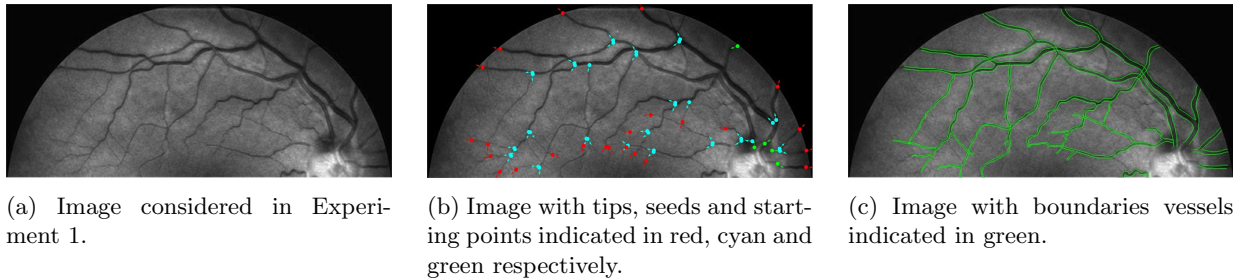 (a) Image considered in Experi-
ment 1.
(b) Image with tips, seeds and start-
ing points indicated in red, cyan and
green respectively.
(c) Image with boundaries vessels
indicated in green.